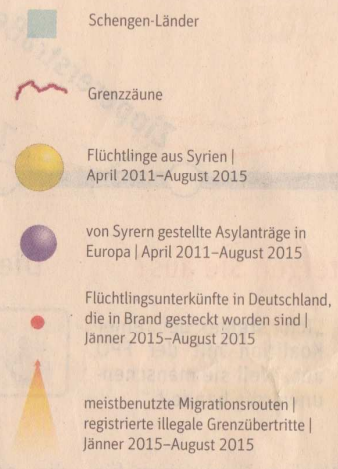 Schengen-Länder
Grenzzäune
Flüchtlinge aus Syrien |
April 2011–August 2015
von Syrern gestellte Asylanträge in
Europa | April 2011–August 2015
Flüchtlingsunterkünfte in Deutschland,
die in Brand gesteckt worden sind |
Jänner 2015–August 2015
meistbenutzte Migrationsrouten |
registrierte illegale Grenzübertritte |
Jänner 2015–August 2015